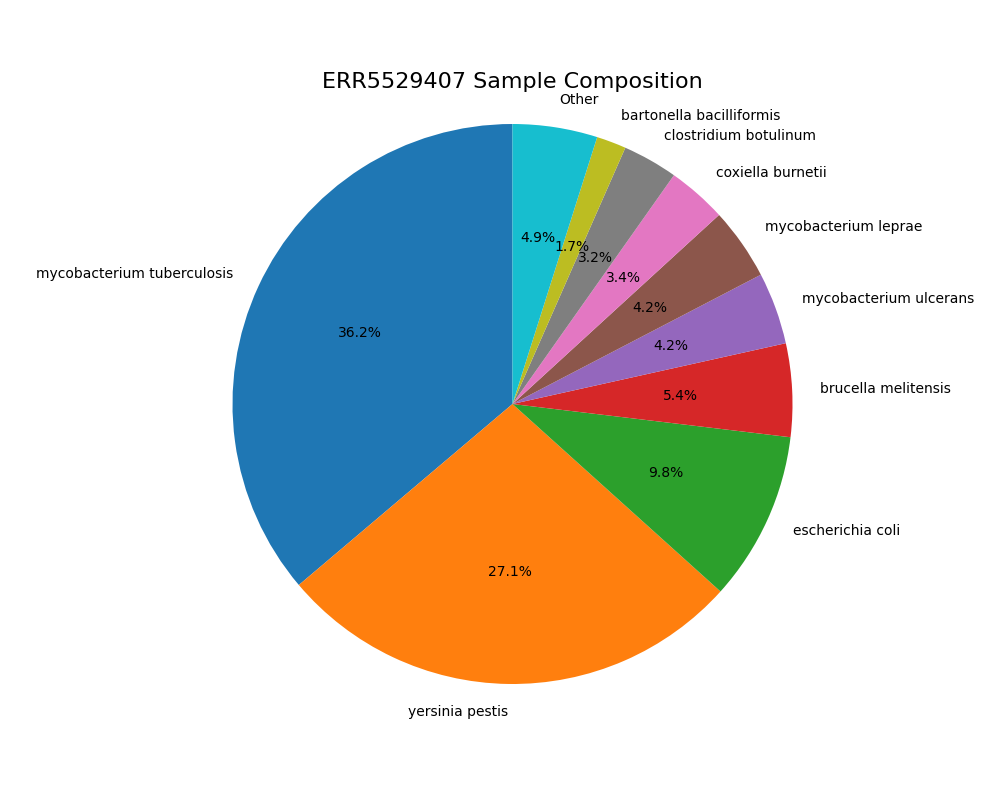 ERR5529407 Sample Composition
Other
bartonella bacilliformis
clostridium botulinum
coxiella burnetii
mycobacterium leprae
mycobacterium ulcerans
brucella melitensis
escherichia coli
yersinia pestis
mycobacterium tuberculosis
4.9%
1.7%
3.2%
3.4%
4.2%
4.2%
5.4%
9.8%
27.1%
36.2%